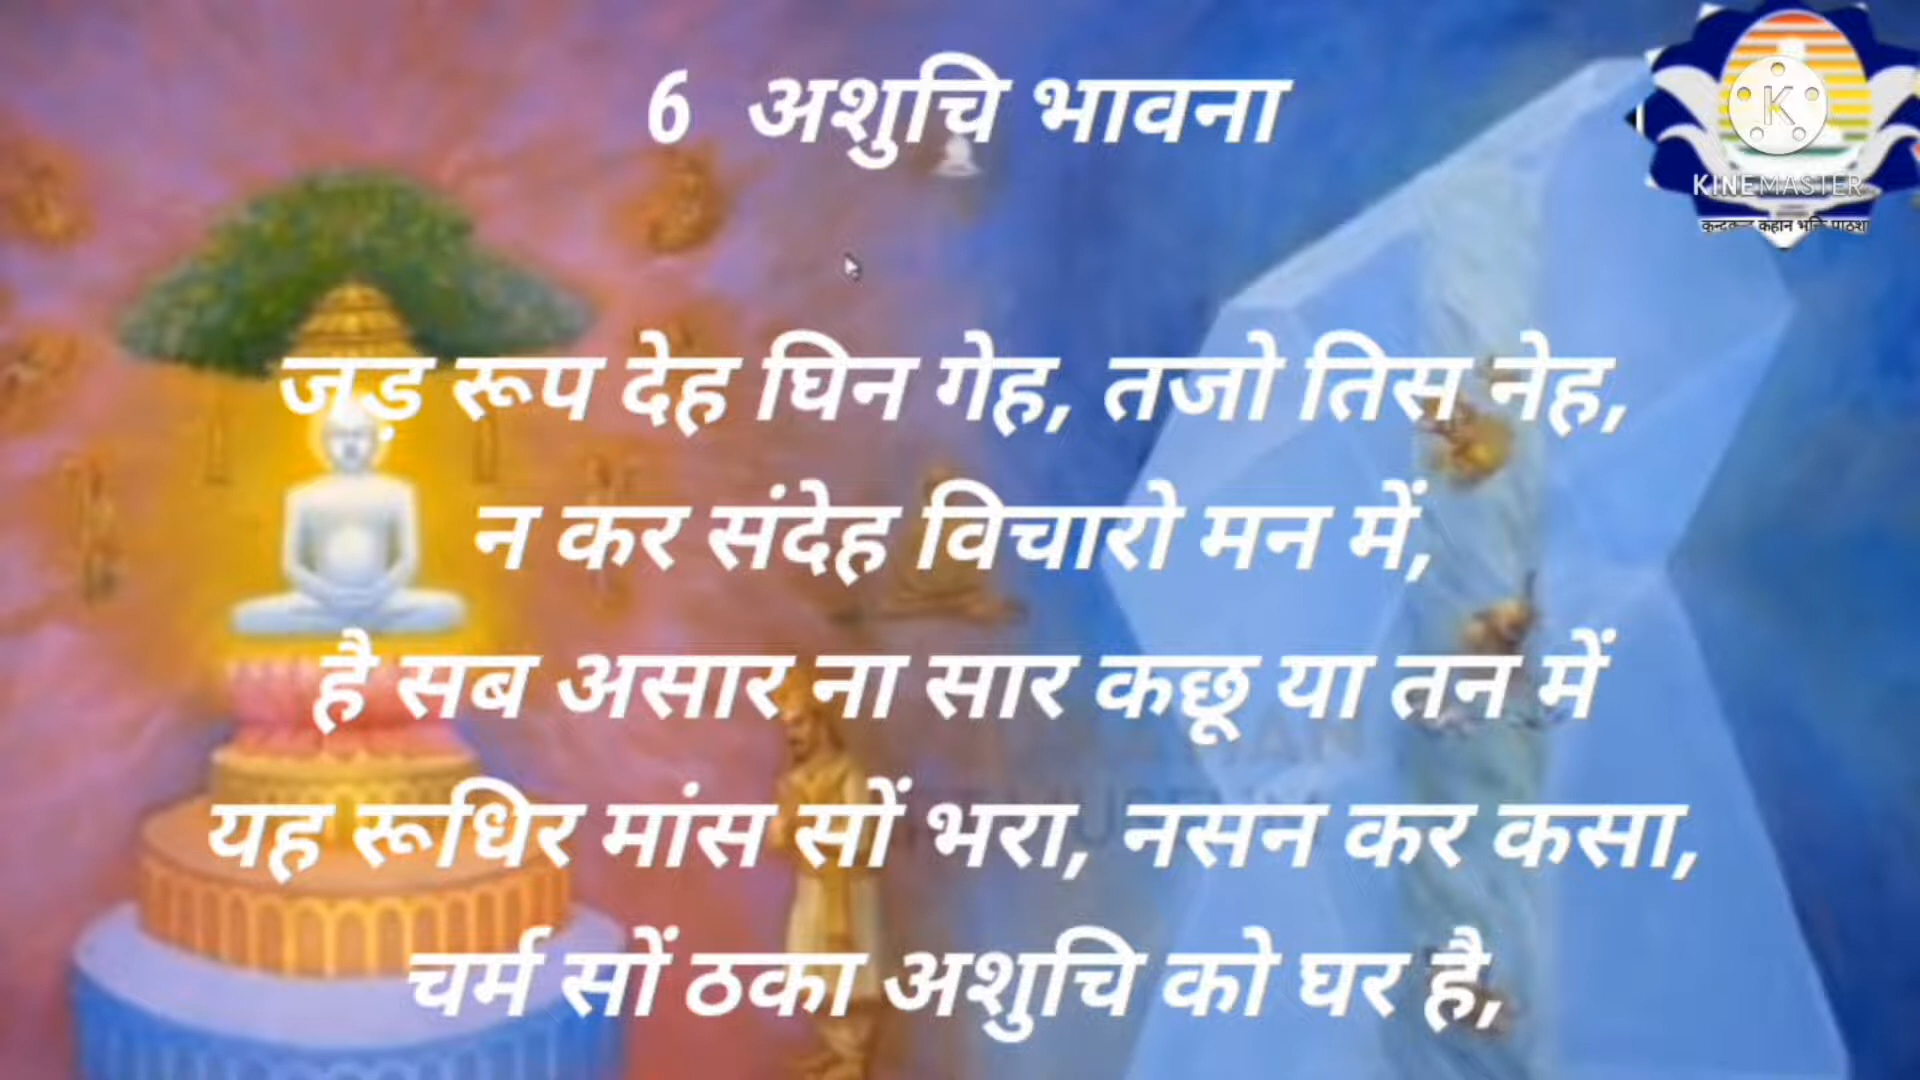 6 अशुचि भावना
K
KINEMASTER
जड़ रूप देह घिन गेह, तजो तिस नेह,
न कर संदेह विचारो मन में,
है सब असार ना सार कछू या तन में
यह रूधिर मांस सों भरा, नसन कर कसा,
चर्म सों ठका अशुचि को घर है,